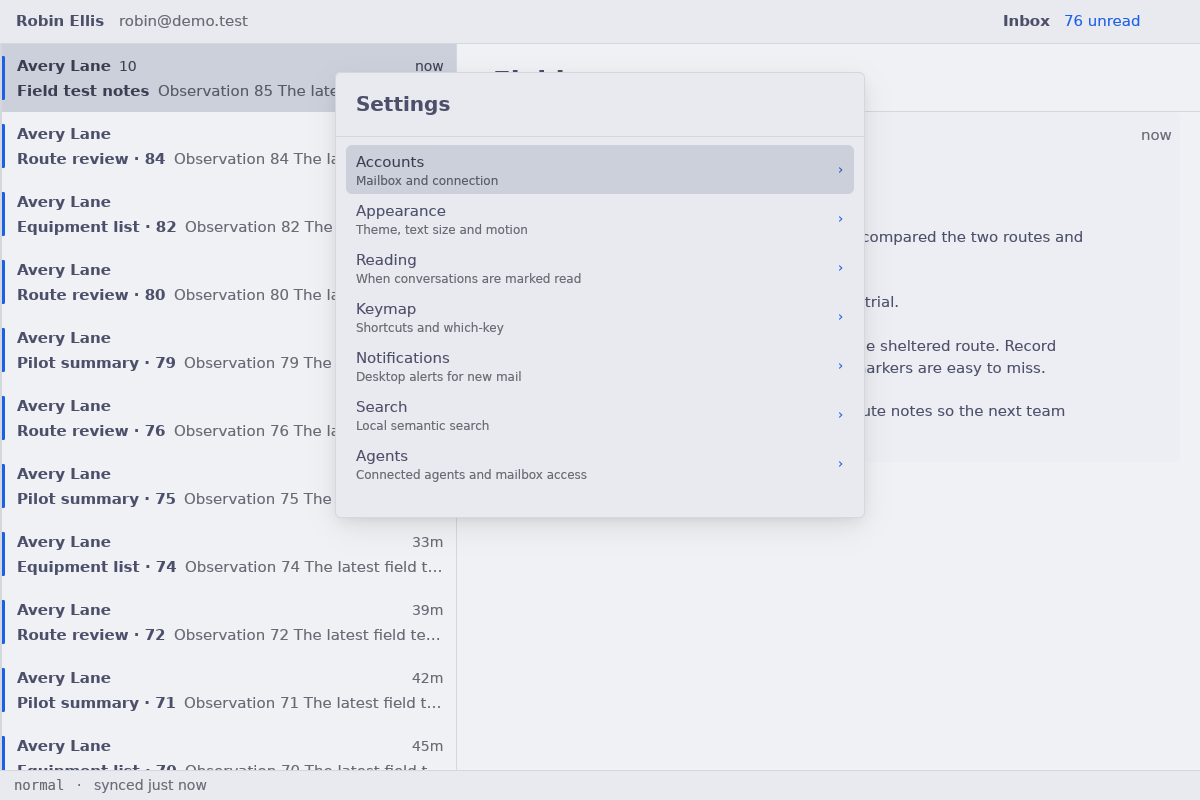 Robin Ellis robin@demo.test
Inbox 76 unread
Avery Lane 10 now
Field test notes Observation 85 The late
Avery Lane
Route review · 84 Observation 84 The la
Avery Lane
Equipment list · 82 Observation 82 The
Avery Lane
Route review · 80 Observation 80 The la
Avery Lane
Pilot summary · 79 Observation 79 The
Avery Lane
Route review · 76 Observation 76 The la
Avery Lane
Pilot summary · 75 Observation 75 The
Avery Lane 33m
Equipment list · 74 Observation 74 The latest field t…
Avery Lane 39m
Route review · 72 Observation 72 The latest field te…
Avery Lane 42m
Pilot summary · 71 Observation 71 The latest field t…
Avery Lane 45m
Equipment list · 70 Observation 70 The latest field t…
Settings
Accounts
Mailbox and connection
Appearance
Theme, text size and motion
Reading
When conversations are marked read
Keymap
Shortcuts and which-key
Notifications
Desktop alerts for new mail
Search
Local semantic search
Agents
Connected agents and mailbox access
now
compared the two routes and
trial.
e sheltered route. Record
arkers are easy to miss.
ute notes so the next team
normal · synced just now